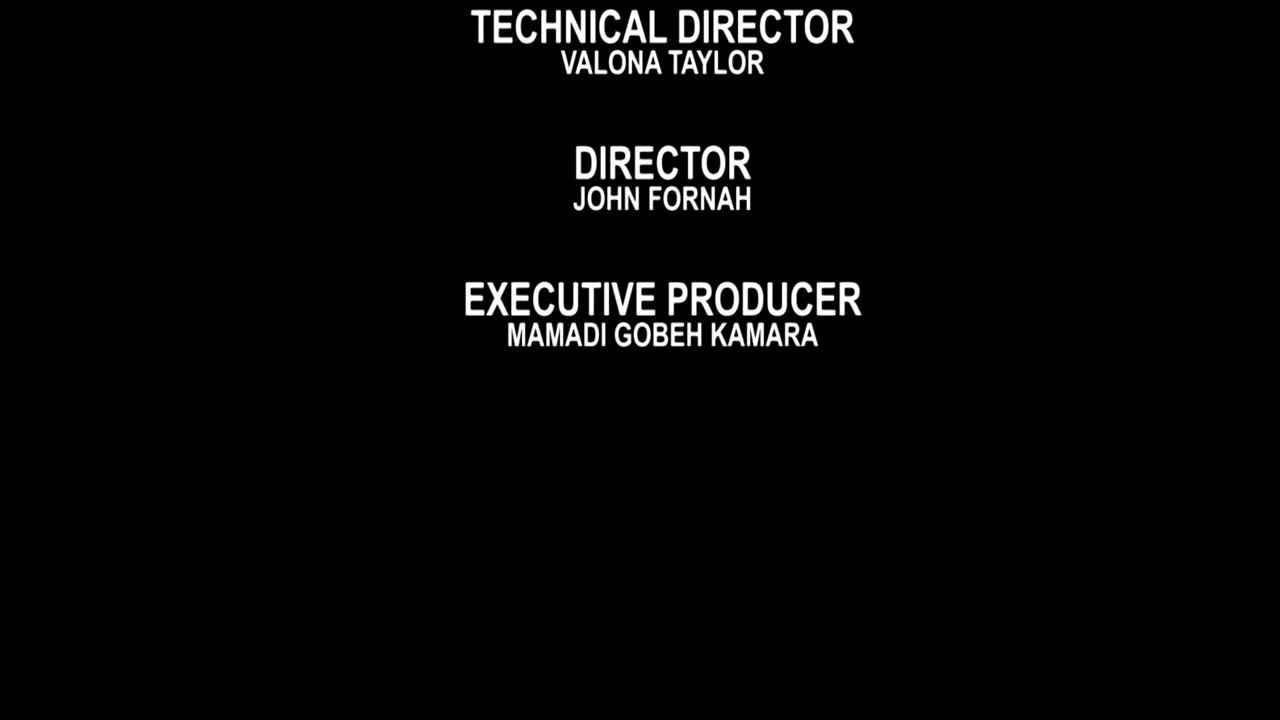 TECHNICAL DIRECTOR
VALONA TAYLOR
DIRECTOR
JOHN FORNAH
EXECUTIVE PRODUCER
MAMADI GOBEH KAMARA